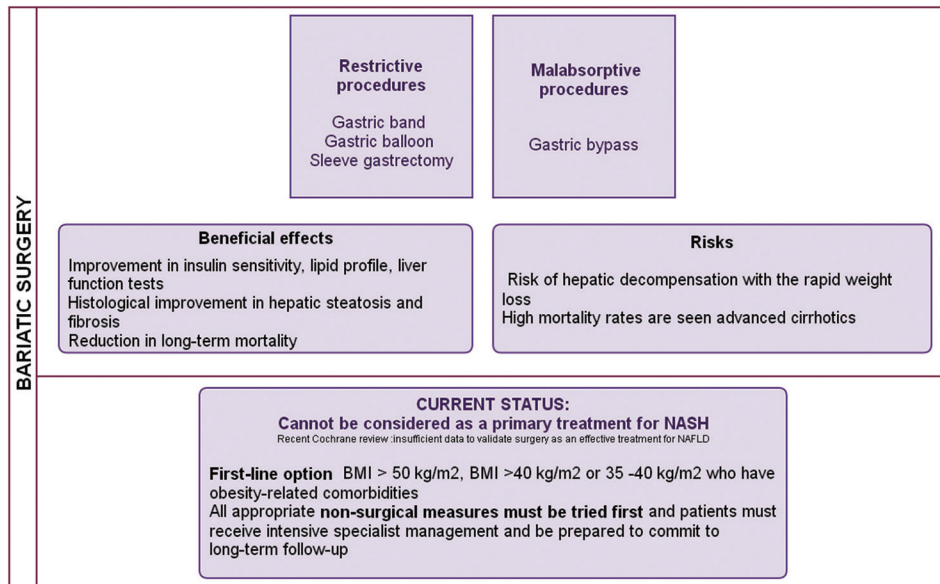 BARIATIC SURGERY
Restrictive
procedures
Gastric band
Gastric balloon
Sleeve gastrectomy
Malabsorptive
procedures
Gastric bypass
Beneficial effects
Improvement in insulin sensitivity, lipid profile, liver
function tests
Histological improvement in hepatic steatosis and
fibrosis
Reduction in long-term mortality
Risks
Risk of hepatic decompensation with the rapid weight
loss
High mortality rates are seen advanced cirrhotics
CURRENT STATUS:
Cannot be considered as a primary treatment for NASH
Recent Cochrane review :insufficient data to validate surgery as an effective treatment for NAFLD
First-line option BMI > 50 kg/m2, BMI >40 kg/m2 or 35 -40 kg/m2 who have
obesity-related comorbidities
All appropriate non-surgical measures must be tried first and patients must
receive intensive specialist management and be prepared to commit to
long-term follow-up